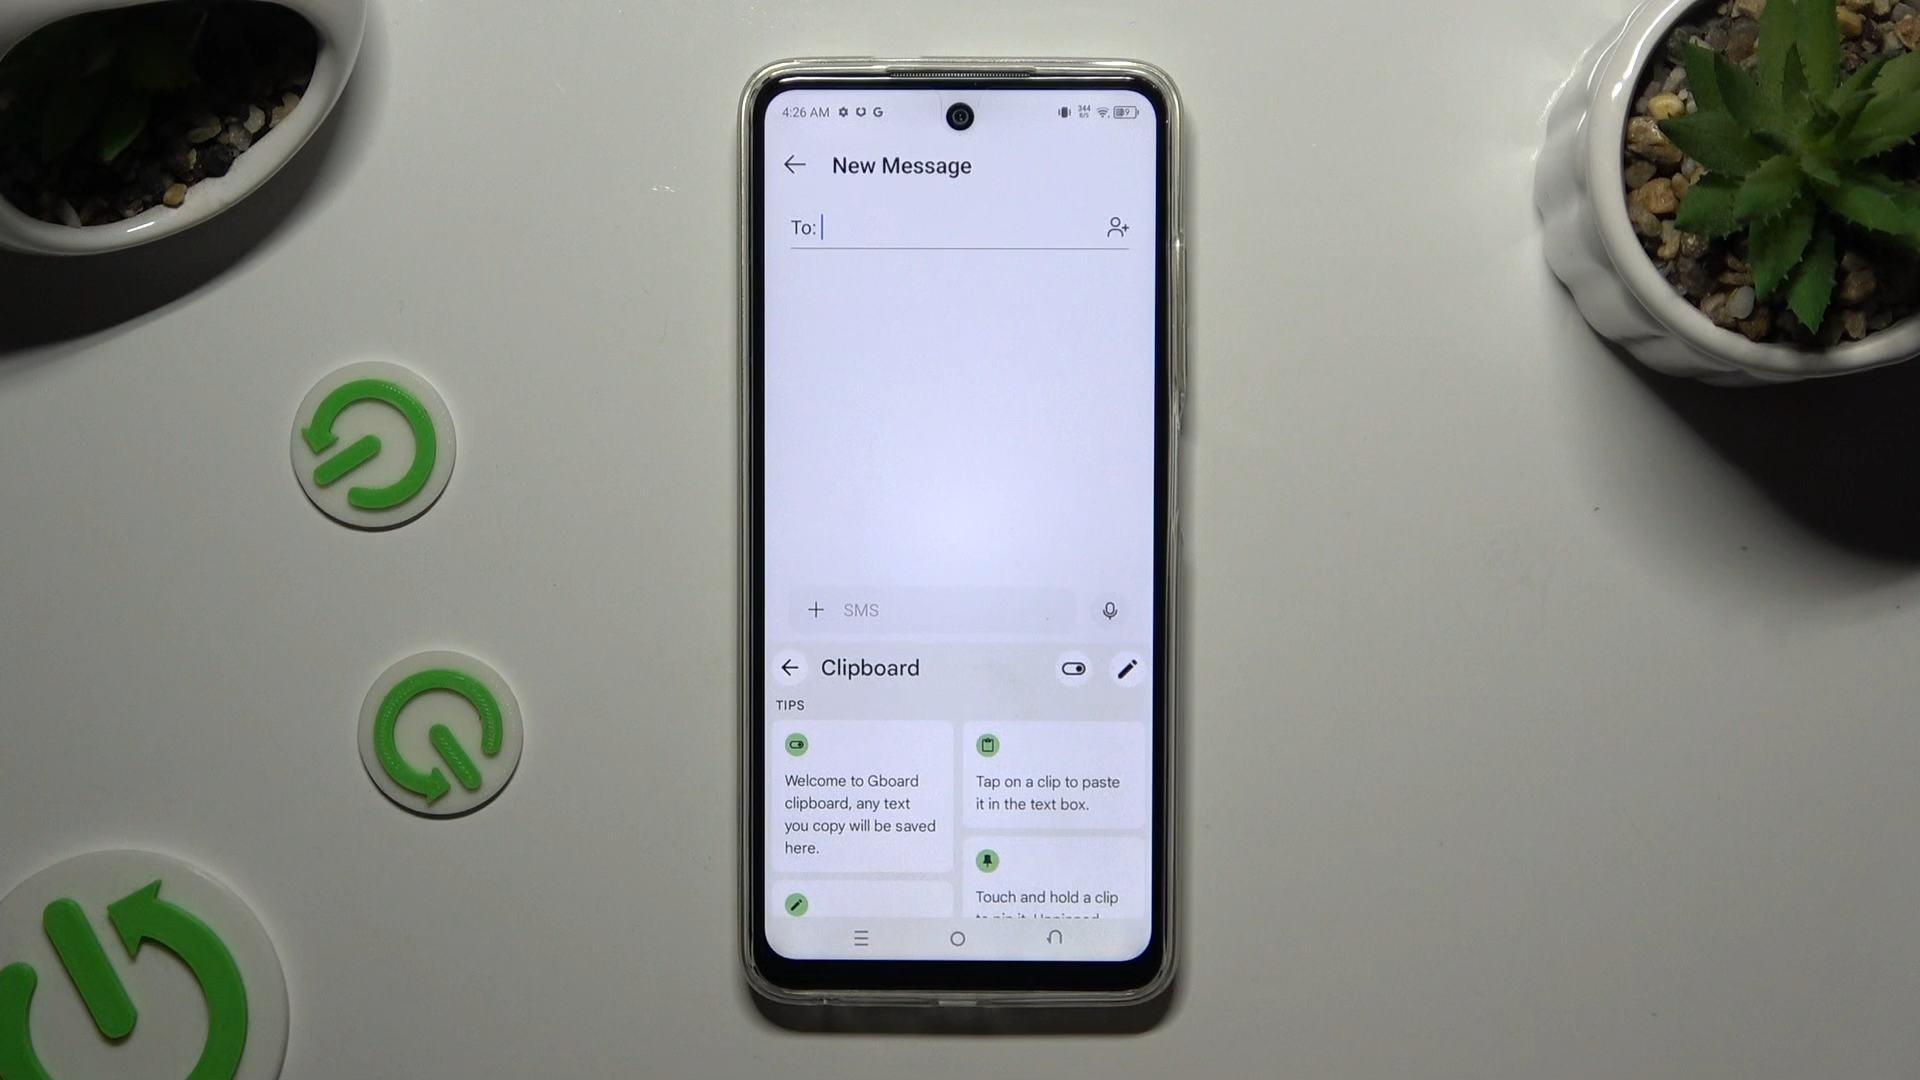 4:26 AM
344
B/S
New Message
To:
SMS
Clipboard
TIPS
Welcome to Gboard
clipboard, any text
you copy will be saved
here.
Tap on a clip to paste
it in the text box.
Touch and hold a clip